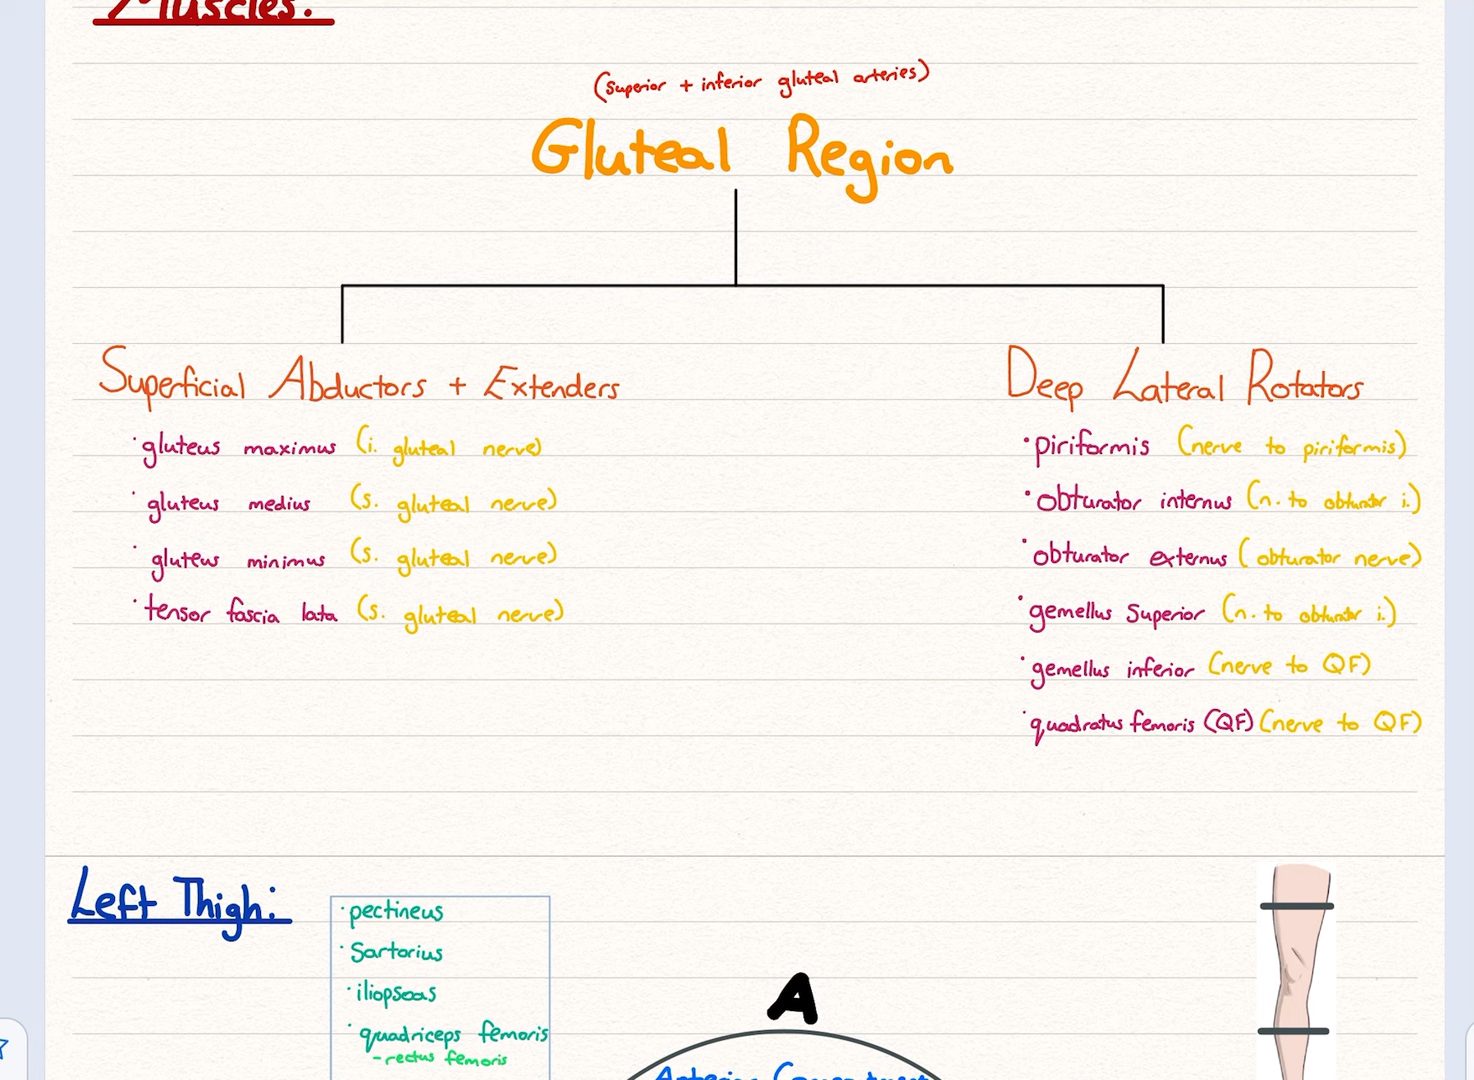 Muscles:
(Superior + inferior gluteal arteries)
Gluteal Region
Superficial Abductors + Extenders
· gluteus maximus (i. gluteal nerve)
· gluteus medius (s. gluteal nerve)
· gluteus minimus (s. gluteal nerve)
· tensor fascia lata (s. gluteal nerve)
Deep Lateral Rotators
· piriformis (nerve to piriformis)
· obturator internus (n. to obturator i.)
· obturator externus (obturator nerve)
· gemellus Superior (n. to obturator i.)
· gemellus inferior (nerve to QF)
· quadratus femoris (QF) (nerve to QF)
Left Thigh:
· pectineus
· Sartorius
· iliopsoas
· quadriceps femoris
- rectus femoris
A
Anterior Compartment